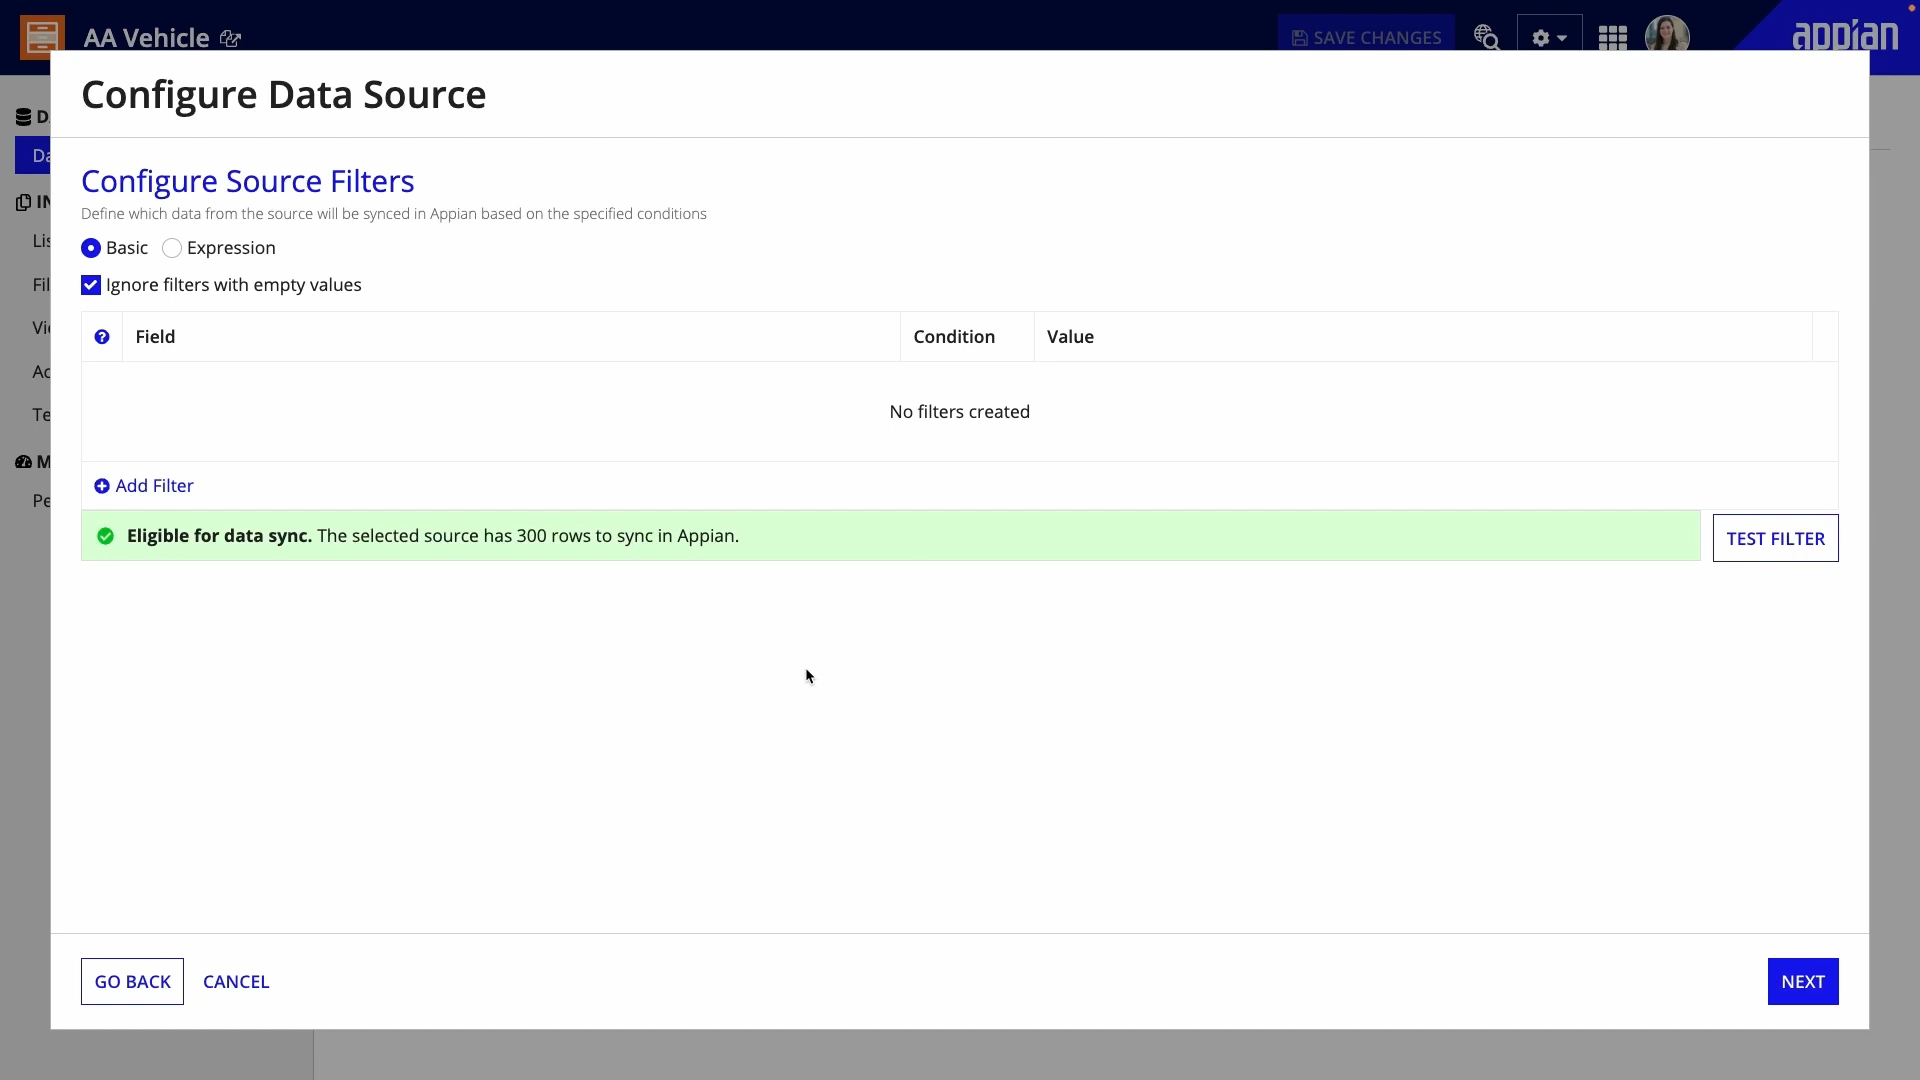 AA Vehicle
SAVE CHANGES
appian
Configure Data Source
Configure Source Filters
Define which data from the source will be synced in Appian based on the specified conditions
Basic Expression
Ignore filters with empty values
Field Condition Value
No filters created
Add Filter
Eligible for data sync. The selected source has 300 rows to sync in Appian.
TEST FILTER
GO BACK CANCEL NEXT